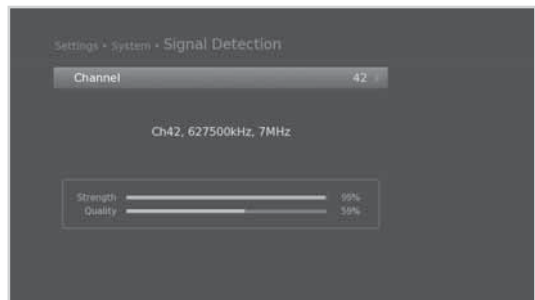 Settings • System • Signal Detection
Channel 42
Ch42, 627500kHz, 7MHz
Strength 99%
Quality 59%